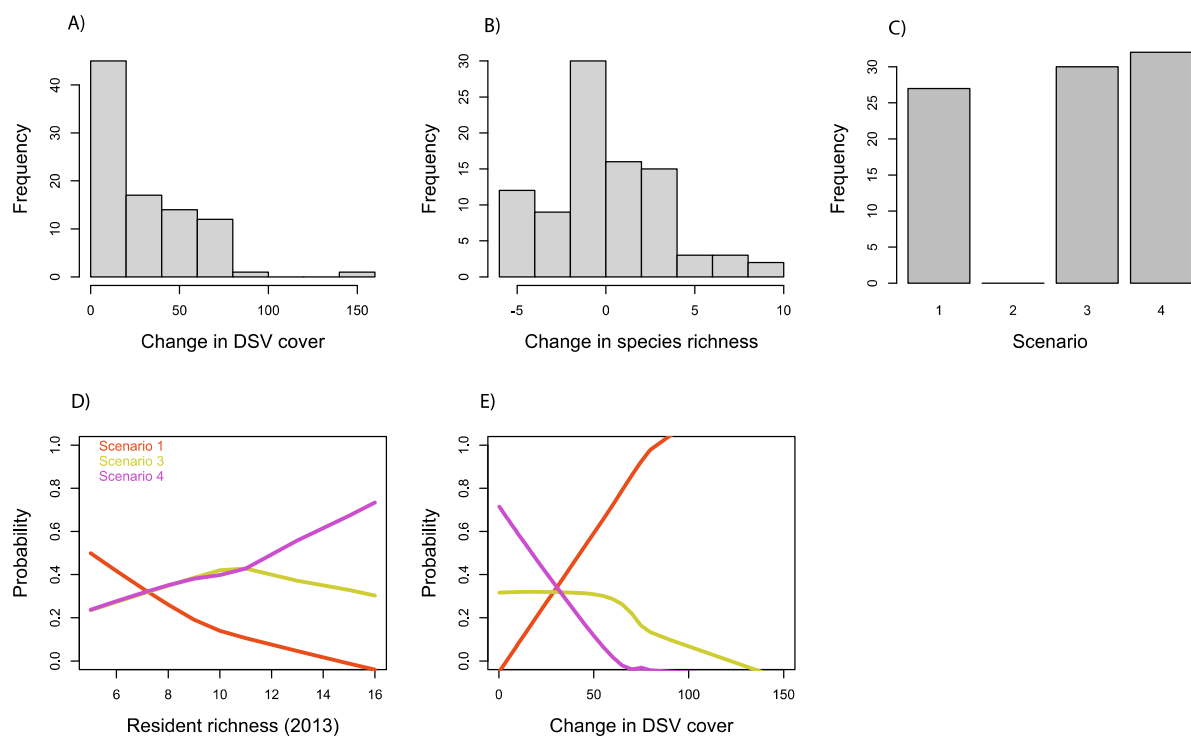 A)
Frequency
0 10 20 30 40
0 50 100 150
Change in DSV cover
B)
Frequency
0 5 10 15 20 25 30
-5 0 5 10
Change in species richness
C)
Frequency
0 5 10 15 20 25 30
1 2 3 4
Scenario
D)
Scenario 1
Scenario 3
Scenario 4
Probability
0.0 0.2 0.4 0.6 0.8 1.0
6 8 10 12 14 16
Resident richness (2013)
E)
Probability
0.0 0.2 0.4 0.6 0.8 1.0
0 50 100 150
Change in DSV cover